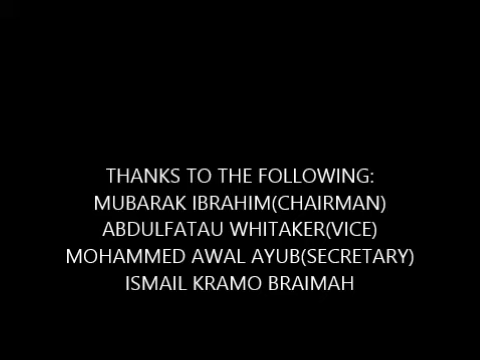 THANKS TO THE FOLLOWING:
MUBARAK IBRAHIM(CHAIRMAN)
ABDULFATAU WHITAKER(VICE)
MOHAMMED AWAL AYUB(SECRETARY)
ISMAIL KRAMO BRAIMAH